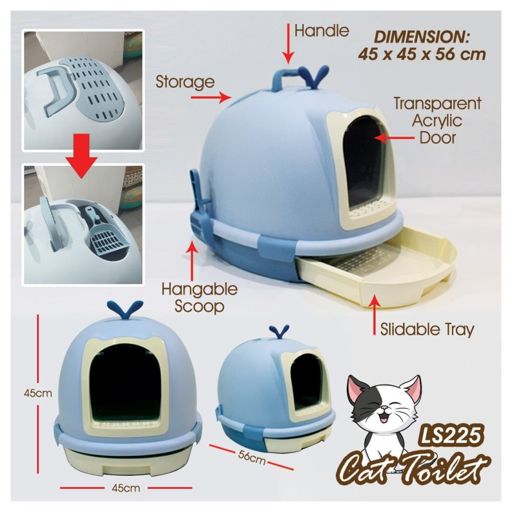 Handle
DIMENSION:
45 x 45 x 56 cm
Storage
Transparent
Acrylic
Door
Hangable
Scoop
Slidable Tray
45cm
56cm
45cm
LS225
Cat Toilet